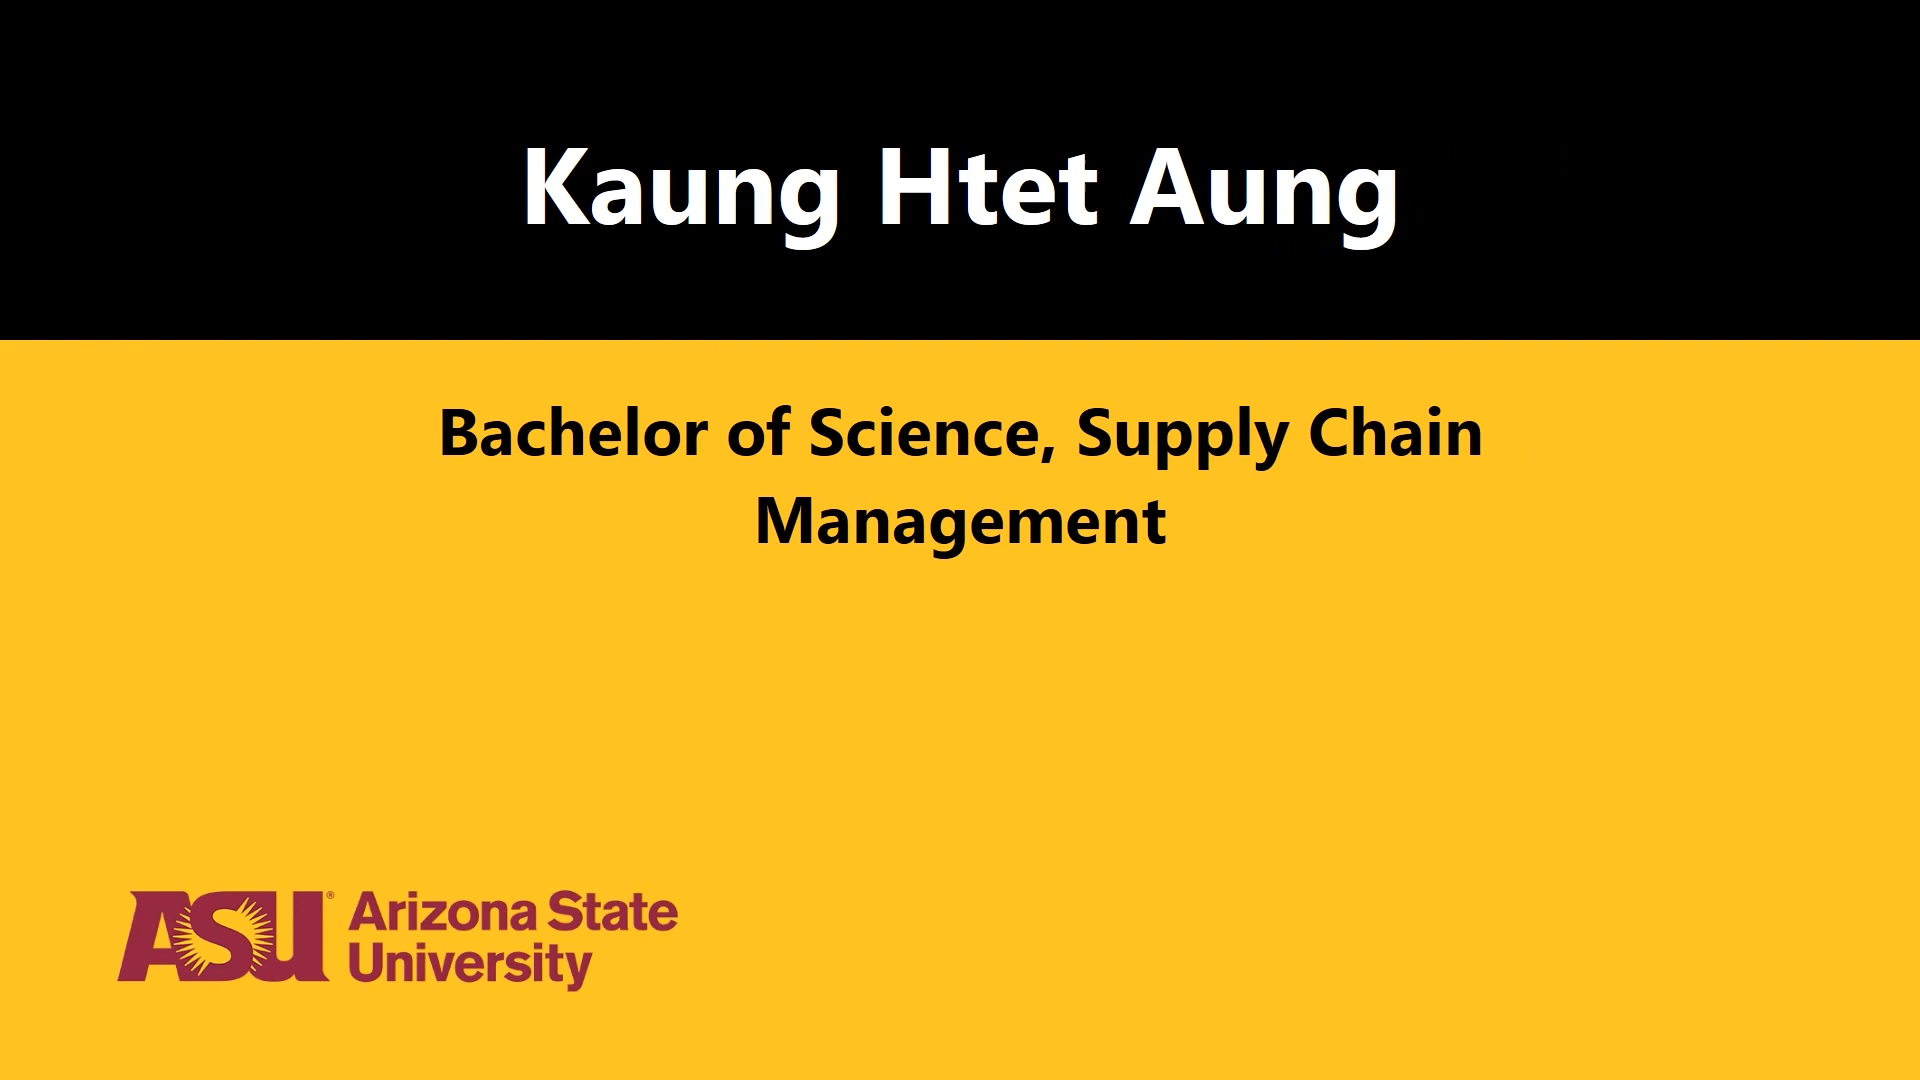 Kaung Htet Aung
Bachelor of Science, Supply Chain
Management
ASU® Arizona State
University